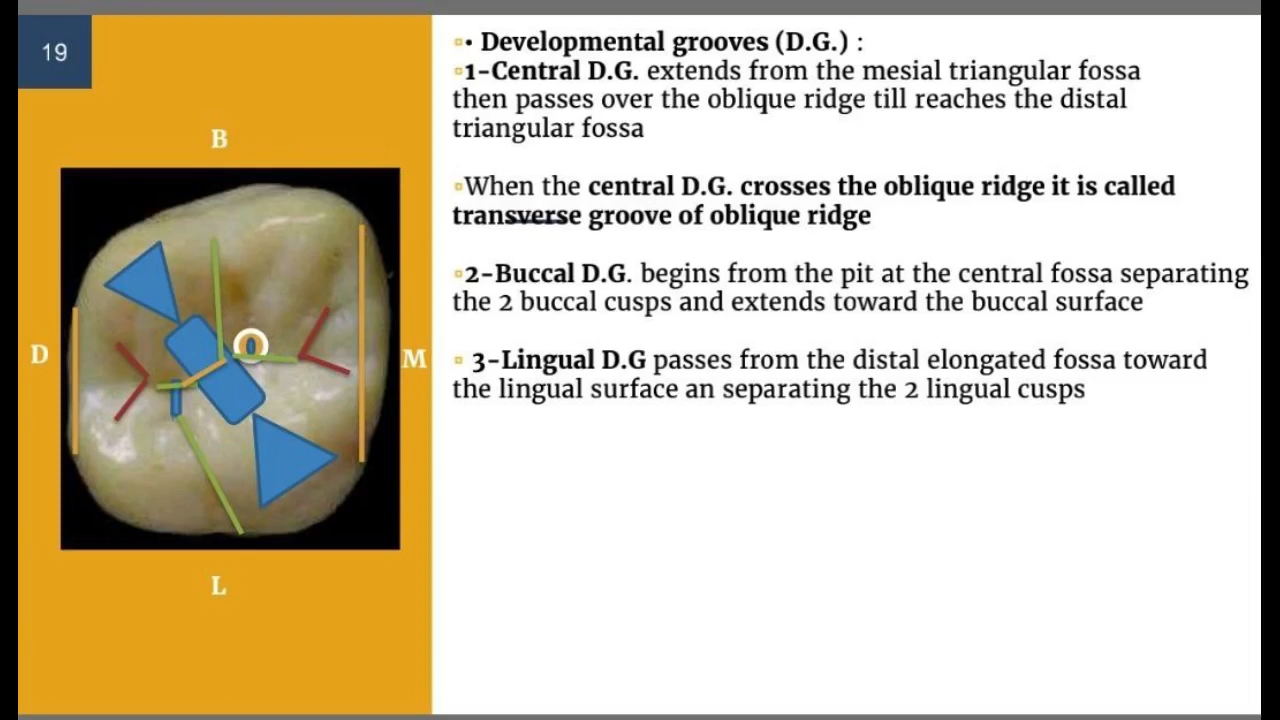 19
B
D
M
L
• Developmental grooves (D.G.) :
1-Central D.G. extends from the mesial triangular fossa
then passes over the oblique ridge till reaches the distal
triangular fossa
When the central D.G. crosses the oblique ridge it is called
transverse groove of oblique ridge
2-Buccal D.G. begins from the pit at the central fossa separating
the 2 buccal cusps and extends toward the buccal surface
3-Lingual D.G passes from the distal elongated fossa toward
the lingual surface an separating the 2 lingual cusps